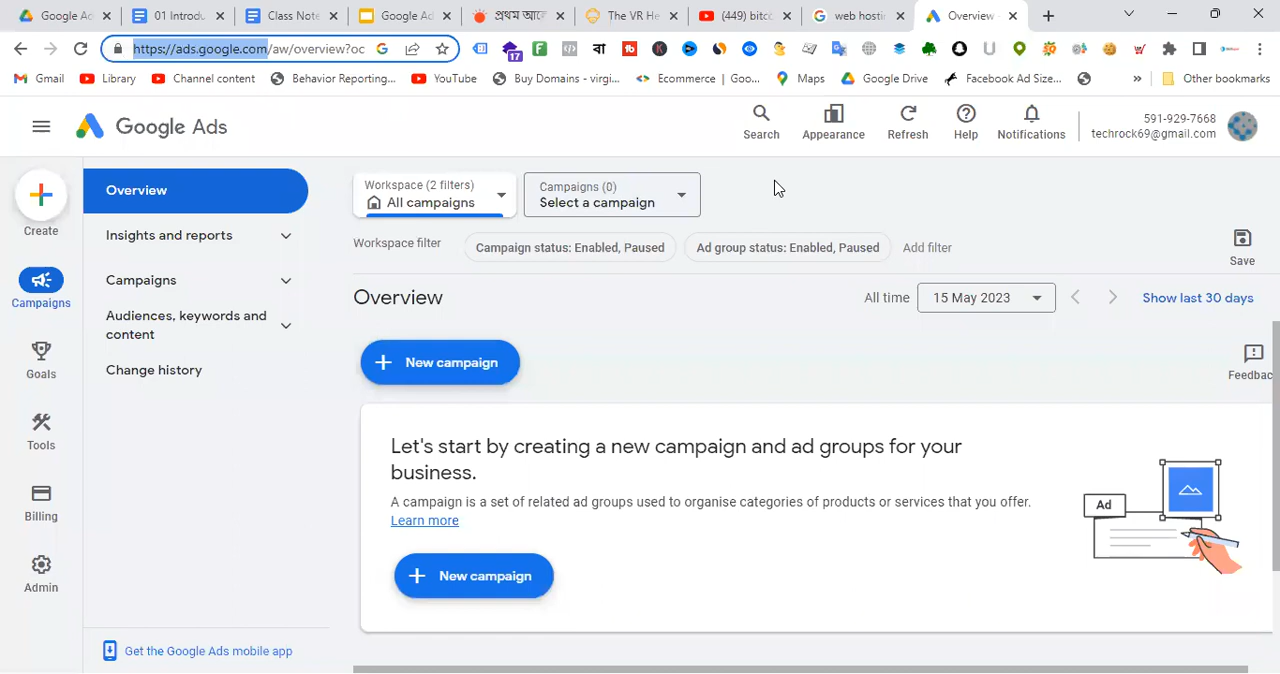 Google Ad
01 Introdu
Class Note
Google Ad
প্রথম আলো
The VR He
(449) bitco
web hostin
Overview
https://ads.google.com/aw/overview?oc
Gmail
Library
Channel content
Behavior Reporting...
YouTube
Buy Domains - virgi...
Ecommerce | Goo...
Maps
Google Drive
Facebook Ad Size...
»
Other bookmarks
Google Ads
Search
Appearance
Refresh
Help
Notifications
591-929-7668
techrock69@gmail.com
Create
Campaigns
Goals
Tools
Billing
Admin
Overview
Insights and reports
Campaigns
Audiences, keywords and
content
Change history
Get the Google Ads mobile app
Workspace (2 filters)
All campaigns
Campaigns (0)
Select a campaign
Workspace filter
Campaign status: Enabled, Paused
Ad group status: Enabled, Paused
Add filter
Save
Overview
All time
15 May 2023
Show last 30 days
New campaign
Feedbac
Let's start by creating a new campaign and ad groups for your
business.
A campaign is a set of related ad groups used to organise categories of products or services that you offer.
Learn more
New campaign
Ad